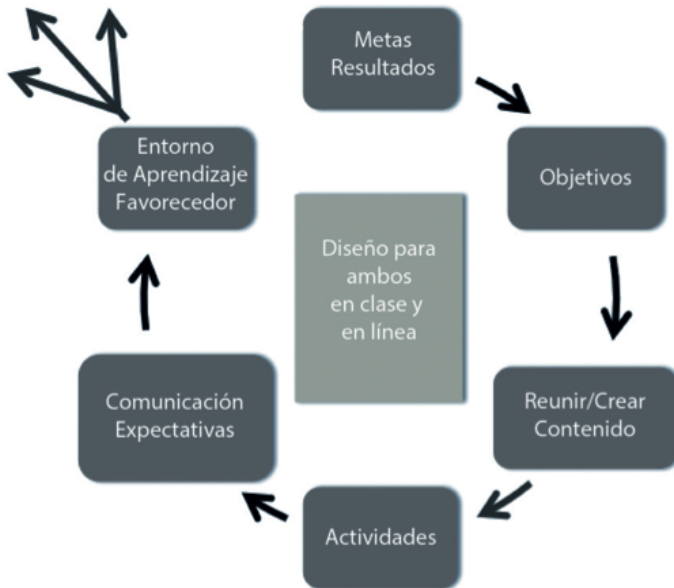 Metas
Resultados
Objetivos
Reunir/Crear
Contenido
Actividades
Comunicación
Expectativas
Entorno
de Aprendizaje
Favorecedor
Diseño para
ambos
en clase y
en línea